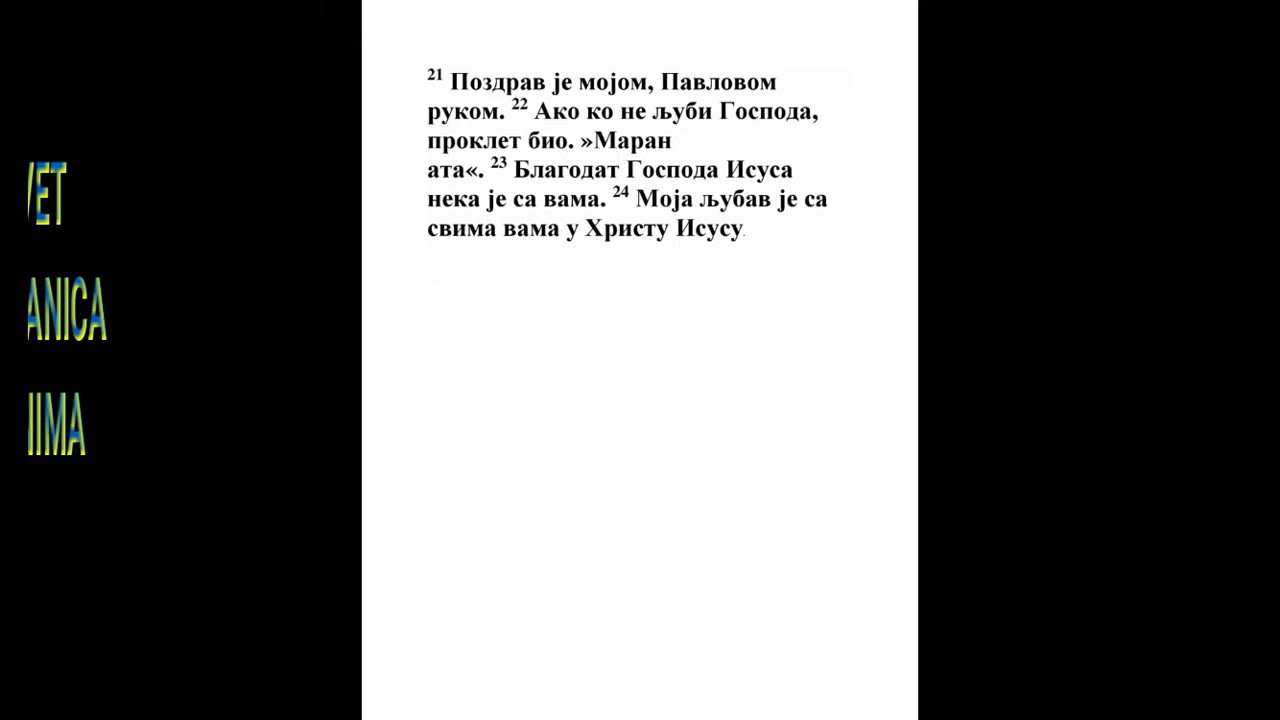 21 Поздрав је мојом, Павловом
руком. 22 Ако ко не љуби Господа,
проклет био. »Маран
ата«. 23 Благодат Господа Исуса
нека је са вама. 24 Моја љубав је са
свима вама у Христу Исусу.
ET
ANICA
IIMA